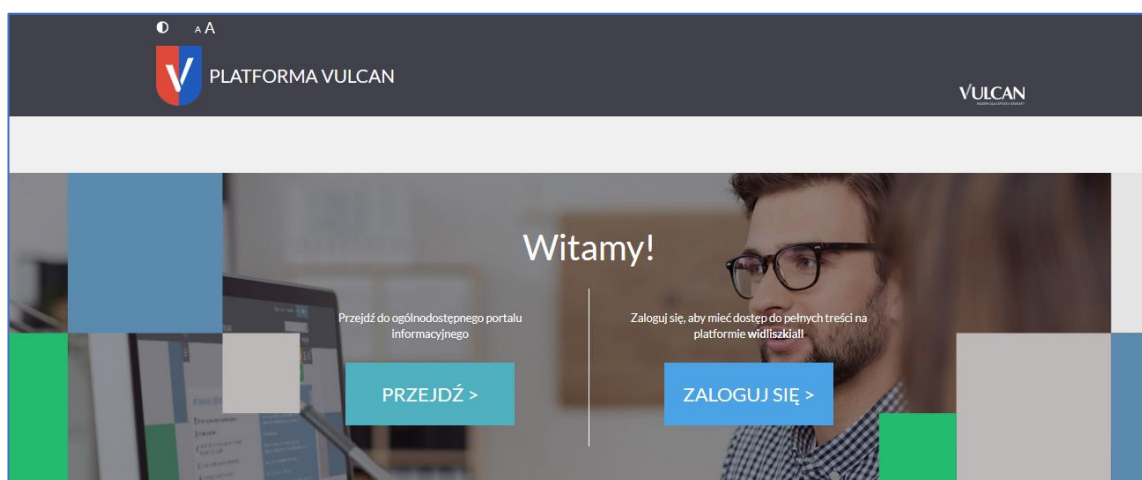 A A
PLATFORMA VULCAN
VULCAN
Witamy!
Przejdź do ogólnodostępnego portalu
informacyjnego
Zaloguj się, aby mieć dostęp do pełnych treści na
platformie widliszkiall
PRZEJDŹ >
ZALOGUJ SIĘ >